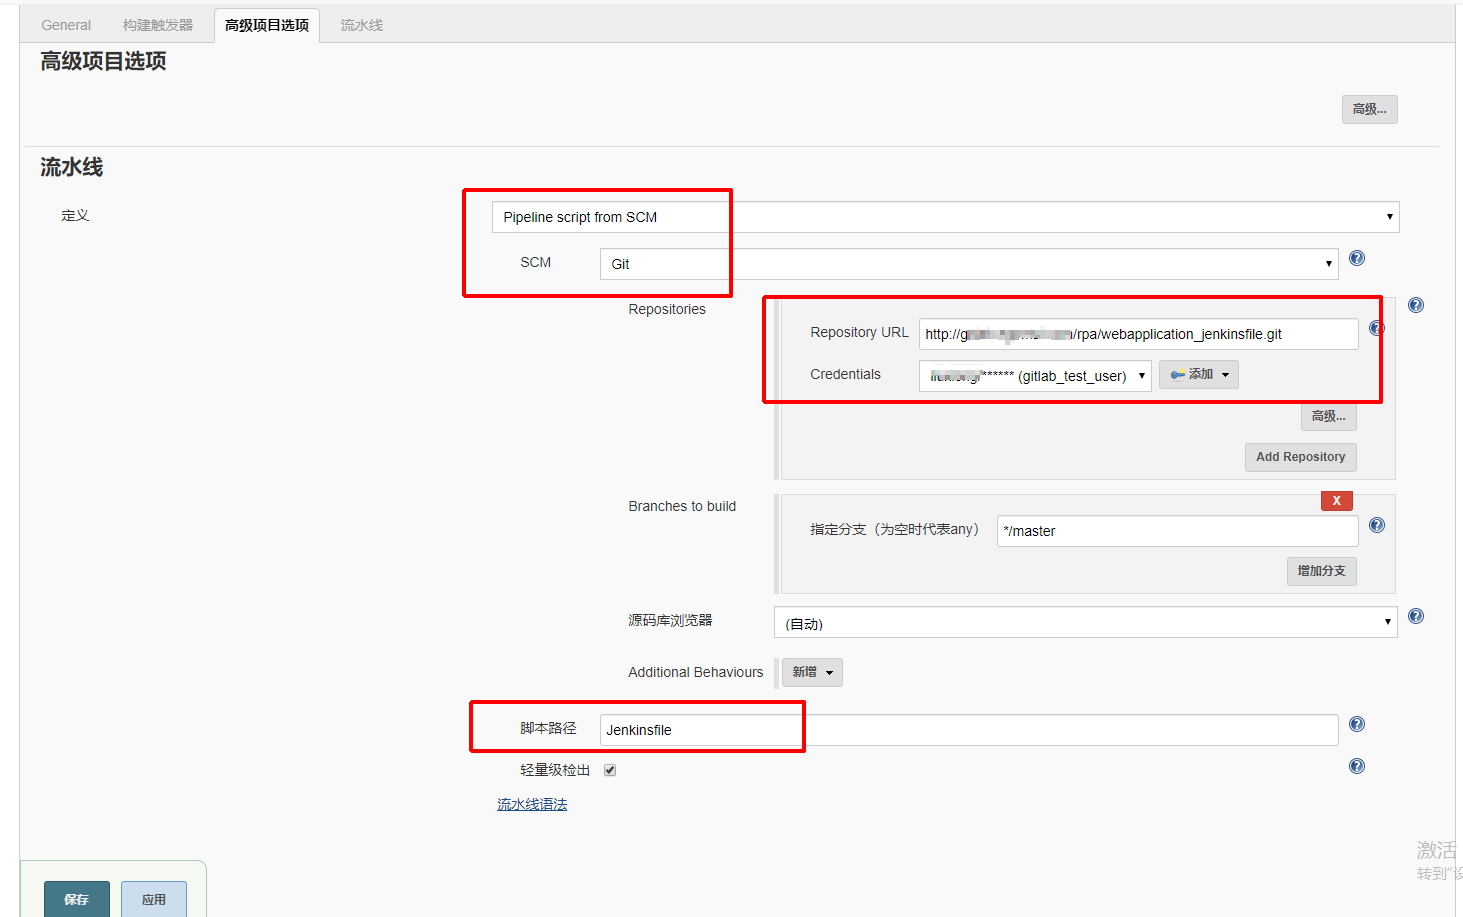 General 构建触发器 高级项目选项 流水线
高级项目选项
高级...
流水线
定义
Pipeline script from SCM
SCM
Git
Repositories
Repository URL
http://g /rpa/webapplication_jenkinsfile.git
Credentials
/****** (gitlab_test_user)
添加
高级...
Add Repository
Branches to build
X
指定分支（为空时代表any）
*/master
增加分支
源码库浏览器
(自动)
Additional Behaviours
新增
脚本路径
Jenkinsfile
轻量级检出
流水线语法
保存
应用
激活
转到"设